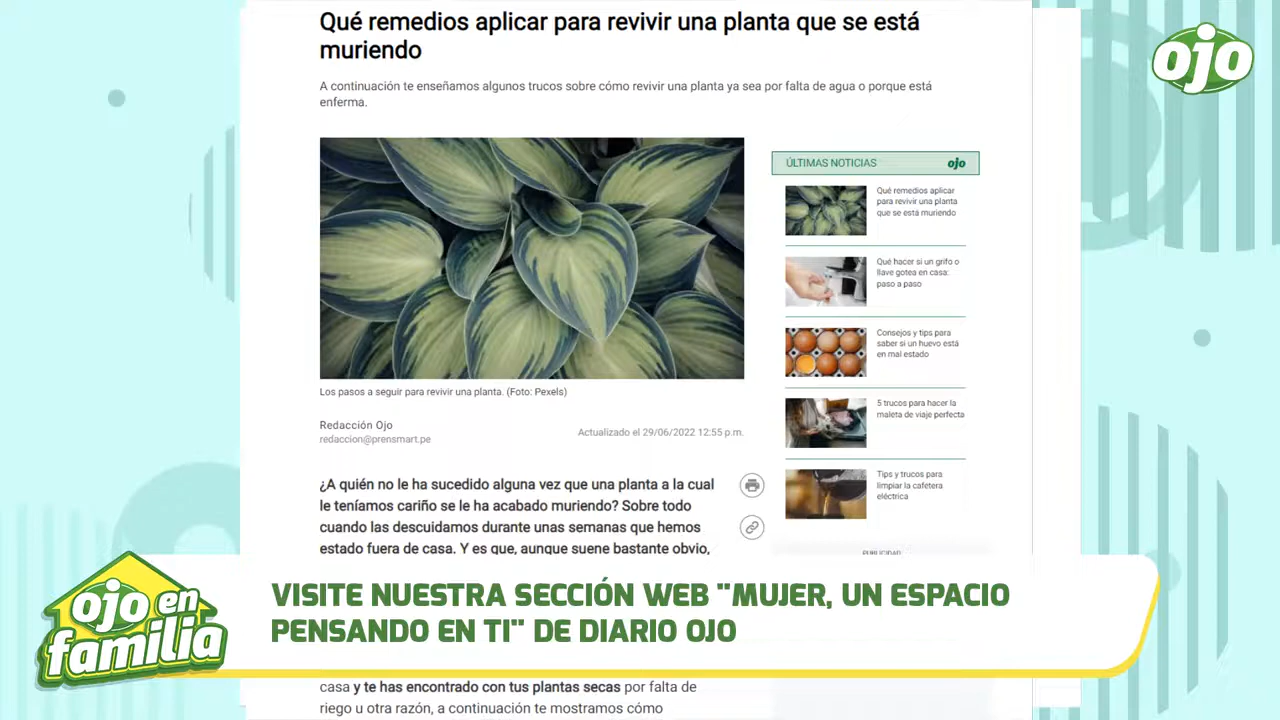 Qué remedios aplicar para revivir una planta que se está
muriendo
A continuación te enseñamos algunos trucos sobre cómo revivir una planta ya sea por falta de agua o porque está
enferma.
ojo
Los pasos a seguir para revivir una planta. (Foto: Pexels)
Redacción Ojo
redaccion@prensmart.pe
Actualizado el 29/06/2022 12:55 p.m.
¿A quién no le ha sucedido alguna vez que una planta a la cual
le teníamos cariño se le ha acabado muriendo? Sobre todo
cuando las descuidamos durante unas semanas que hemos
estado fuera de casa. Y es que, aunque suene bastante obvio,
ÚLTIMAS NOTICIAS
ojo
Qué remedios aplicar
para revivir una planta
que se está muriendo
Qué hacer si un grifo o
llave gotea en casa:
paso a paso
Consejos y tips para
saber si un huevo está
en mal estado
5 trucos para hacer la
maleta de viaje perfecta
Tips y trucos para
limpiar la cafetera
eléctrica
PUBLICIDAD
ojo en
familia
VISITE NUESTRA SECCIÓN WEB "MUJER, UN ESPACIO
PENSANDO EN TI" DE DIARIO OJO
casa y te has encontrado con tus plantas secas por falta de
riego u otra razón, a continuación te mostramos cómo